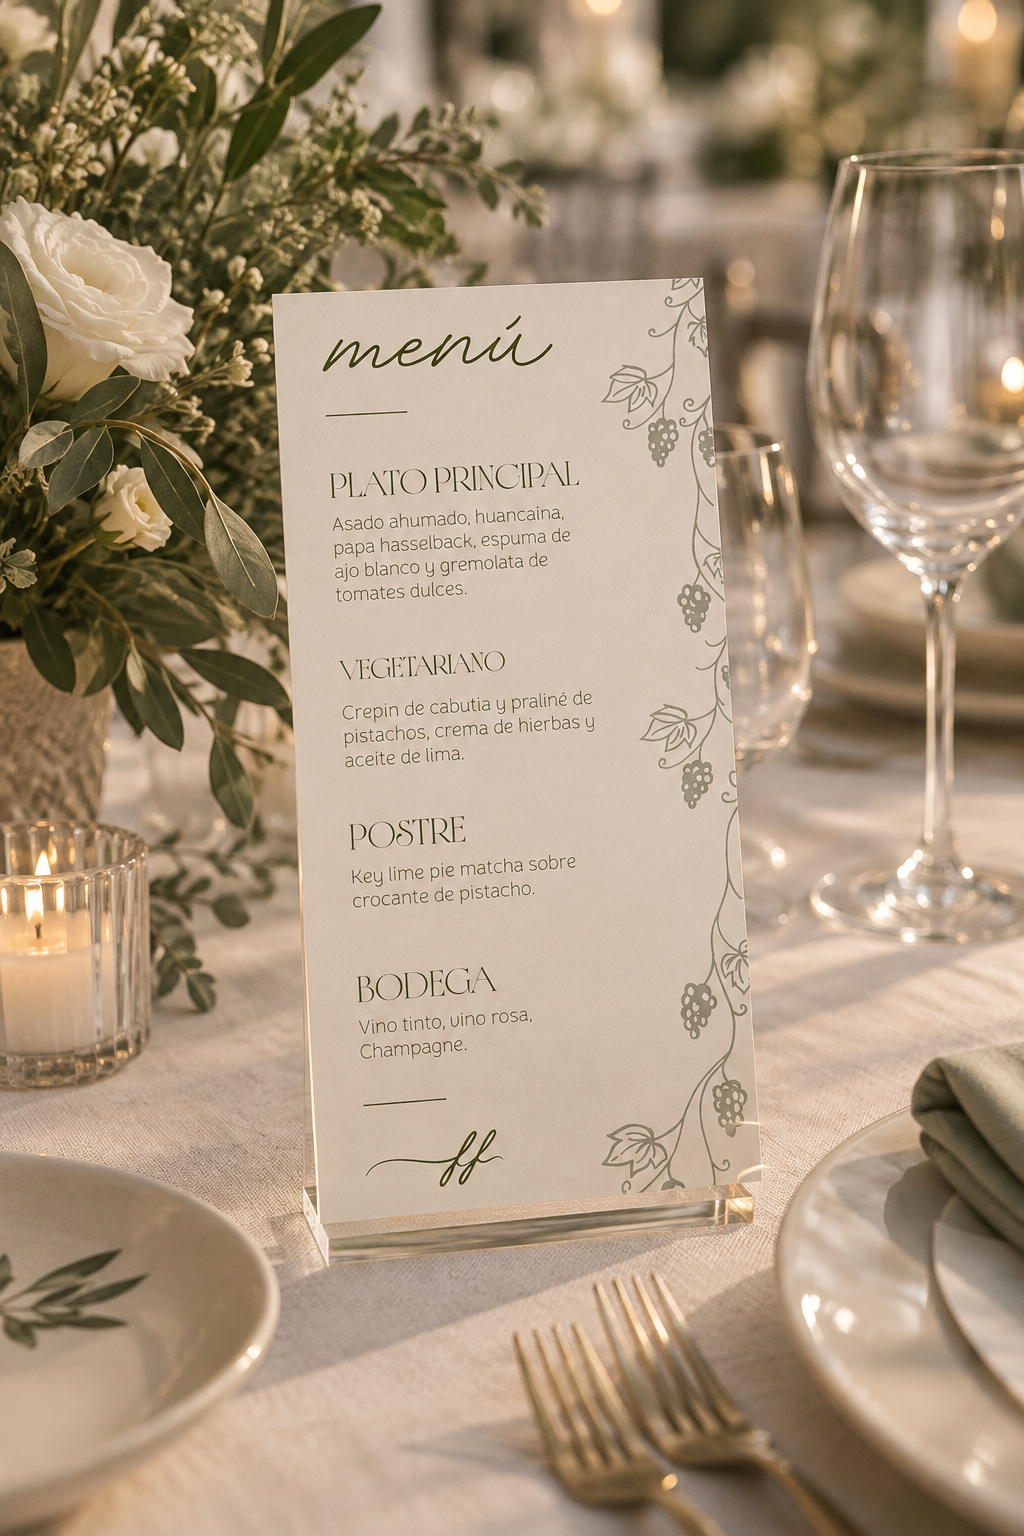 menú
PLATO PRINCIPAL
Asado ahumado, huancaina,
papa hasselback, espuma de
ajo blanco y gremolata de
tomates dulces.
VEGETARIANO
Crepin de cabutia y praliné de
pistachos, crema de hierbas y
aceite de lima.
POSTRE
Key lime pie matcha sobre
crocante de pistacho.
BODEGA
Vino tinto, vino rosa,
Champagne.
ff